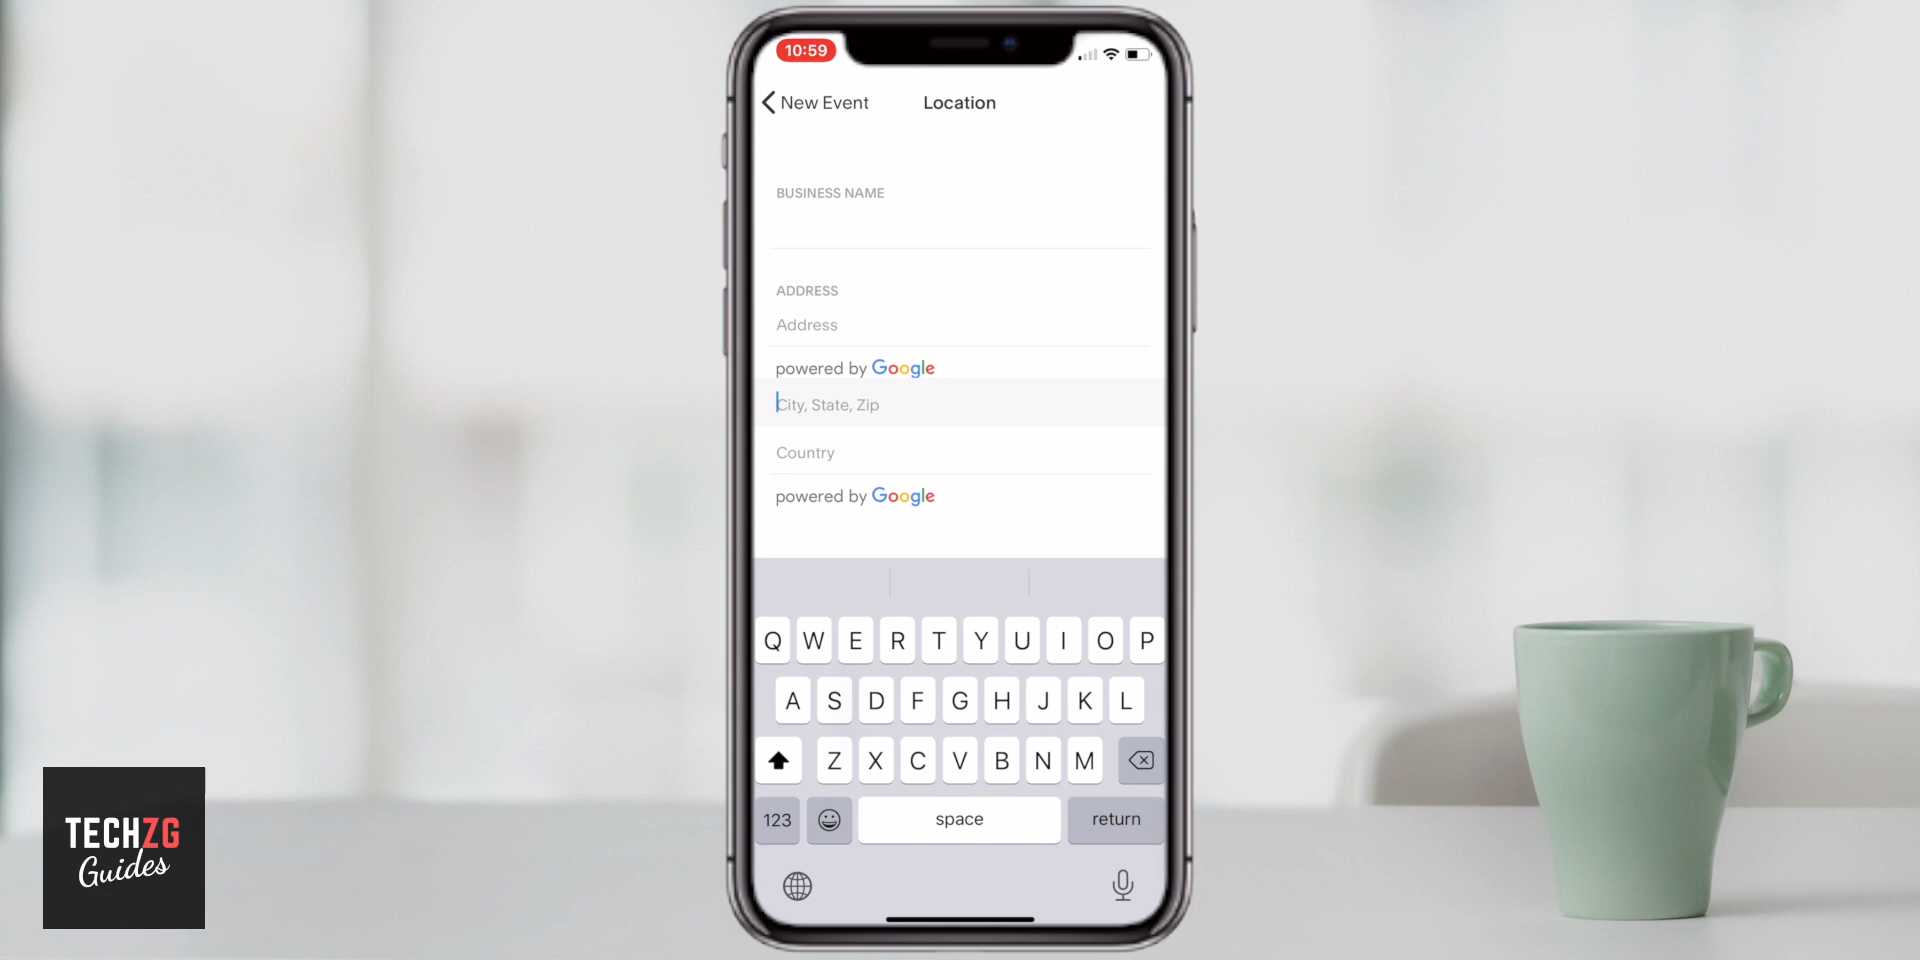 10:59
New Event
Location
BUSINESS NAME
ADDRESS
Address
powered by Google
City, State, Zip
Country
powered by Google
Q W E R T Y U I O P
A S D F G H J K L
Z X C V B N M
123 space return
TECHZG
Guides